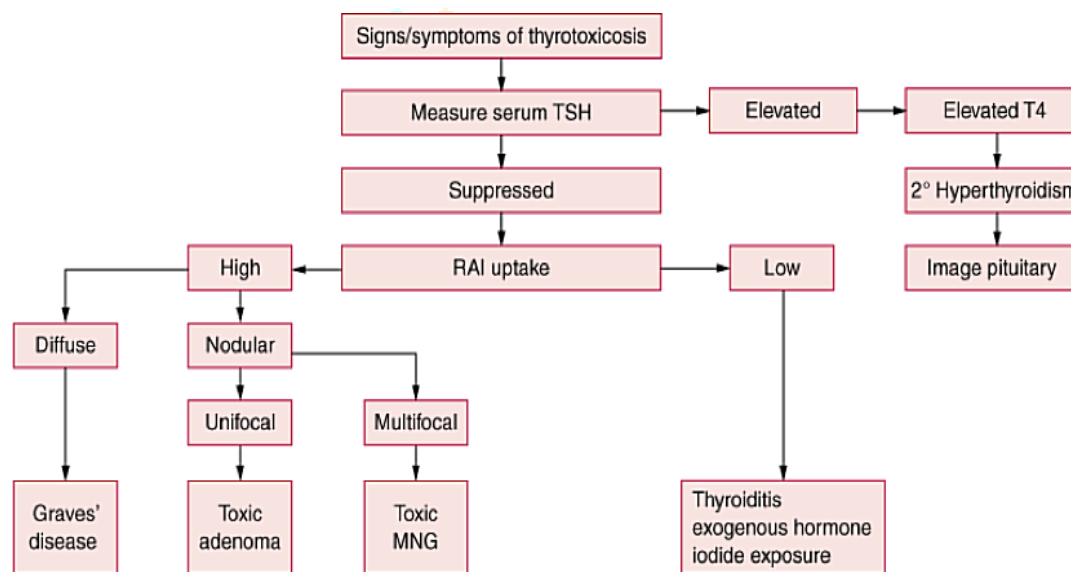 Signs/symptoms of thyrotoxicosis
Measure serum TSH
Elevated
Elevated T4
Suppressed
2° Hyperthyroidism
High
RAI uptake
Low
Image pituitary
Diffuse
Nodular
Unifocal
Multifocal
Graves'
disease
Toxic
adenoma
Toxic
MNG
Thyroiditis
exogenous hormone
iodide exposure